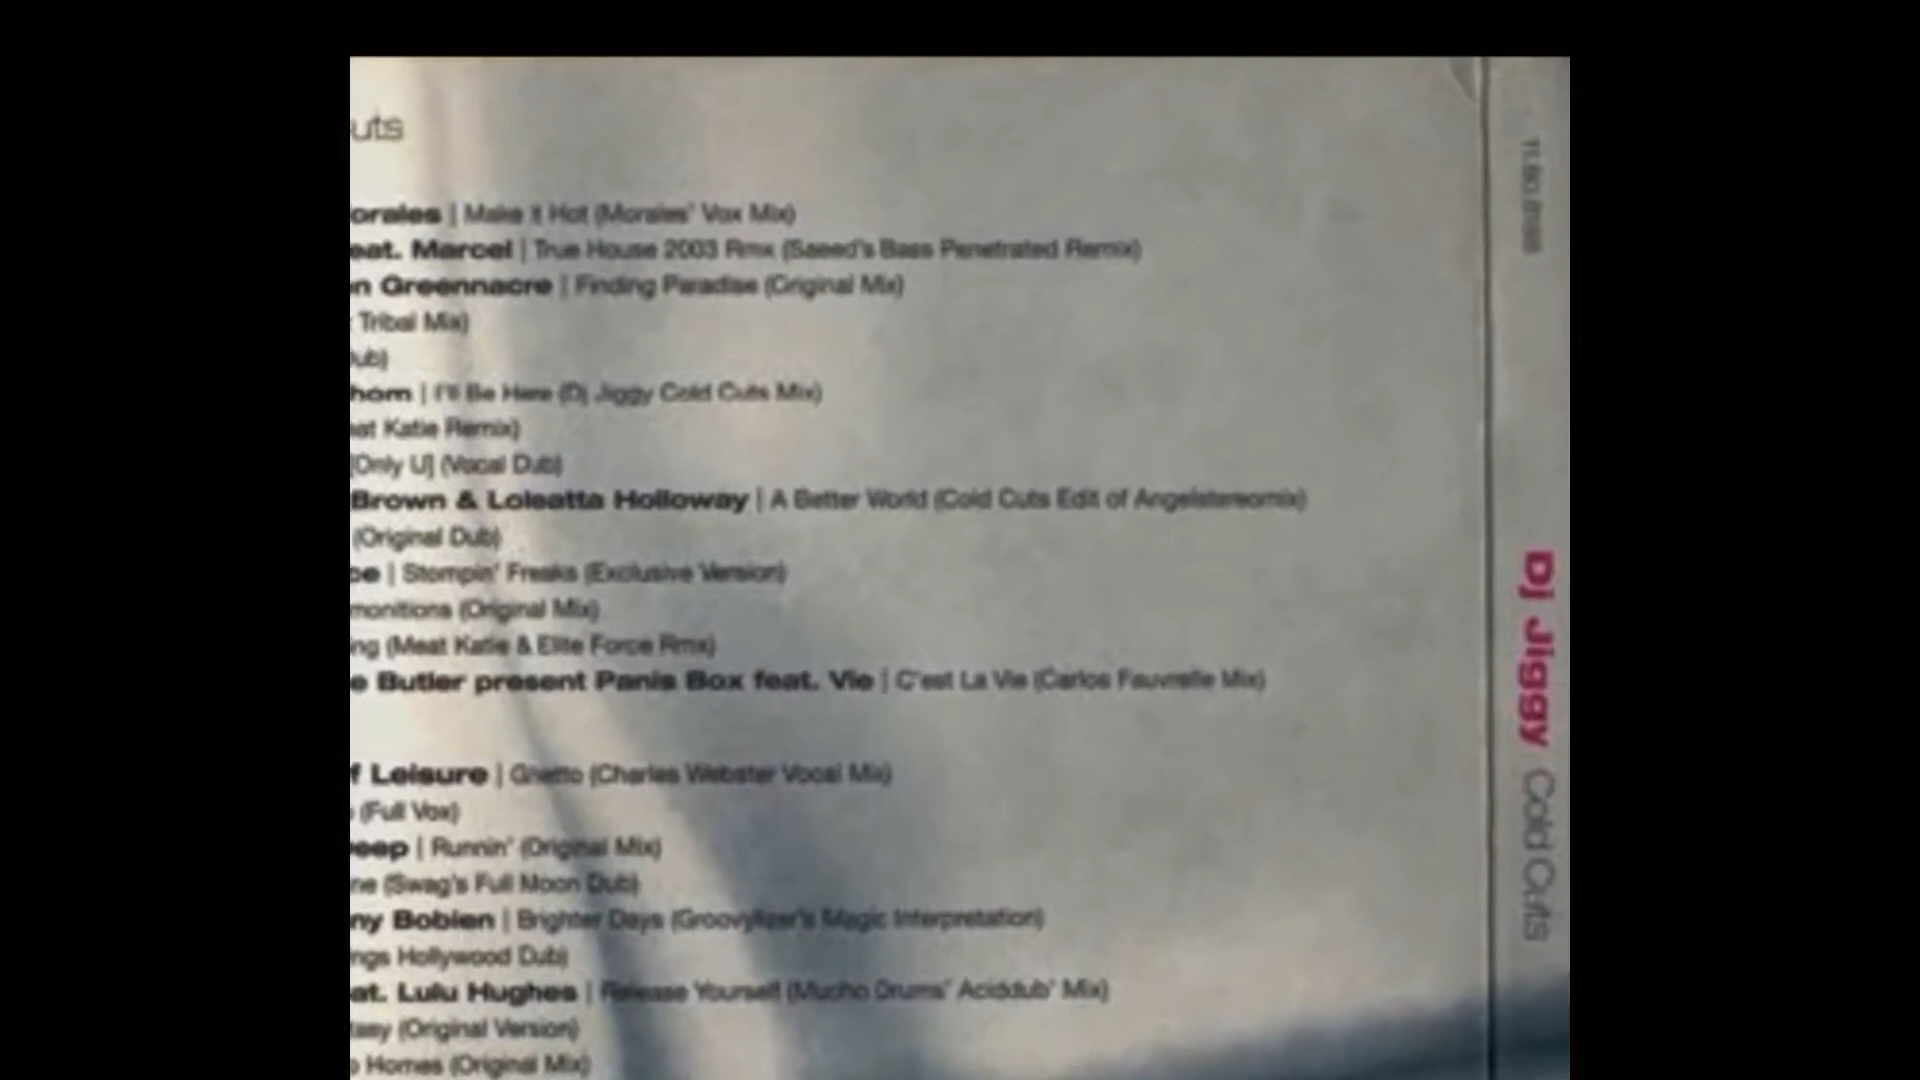 uts
orales | Make It Hot (Morales' Vox Mix)
eat. Marcel | True House 2003 Rmx (Saeed's Bass Penetrated Remix)
n Greennacre | Finding Paradise (Original Mix)
Tribal Mix)
ub)
horn | I'll Be Here (Dj Jiggy Cold Cuts Mix)
eat Katie Remix)
[Only U] (Vocal Dub)
Brown & Loleatta Holloway | A Better World (Cold Cuts Edit of Angelstereomix)
(Original Dub)
ce | Stompin' Freaks (Exclusive Version)
monitions (Original Mix)
ng (Meat Katie & Elite Force Rmx)
e Butler present Panis Box feat. Vie | C'est La Vie (Carlos Fauvrelle Mix)
f Leisure | Ghetto (Charles Webster Vocal Mix)
(Full Vox)
eep | Runnin' (Original Mix)
ne (Swag's Full Moon Dub)
ny Bobien | Brighter Days (Groovylizer's Magic Interpretation)
ngs Hollywood Dub)
at. Lulu Hughes | Release Yourself (Mucho Drums' Aciddub' Mix)
tasy (Original Version)
o Homes (Original Mix)
Dj Jiggy Cold Cuts